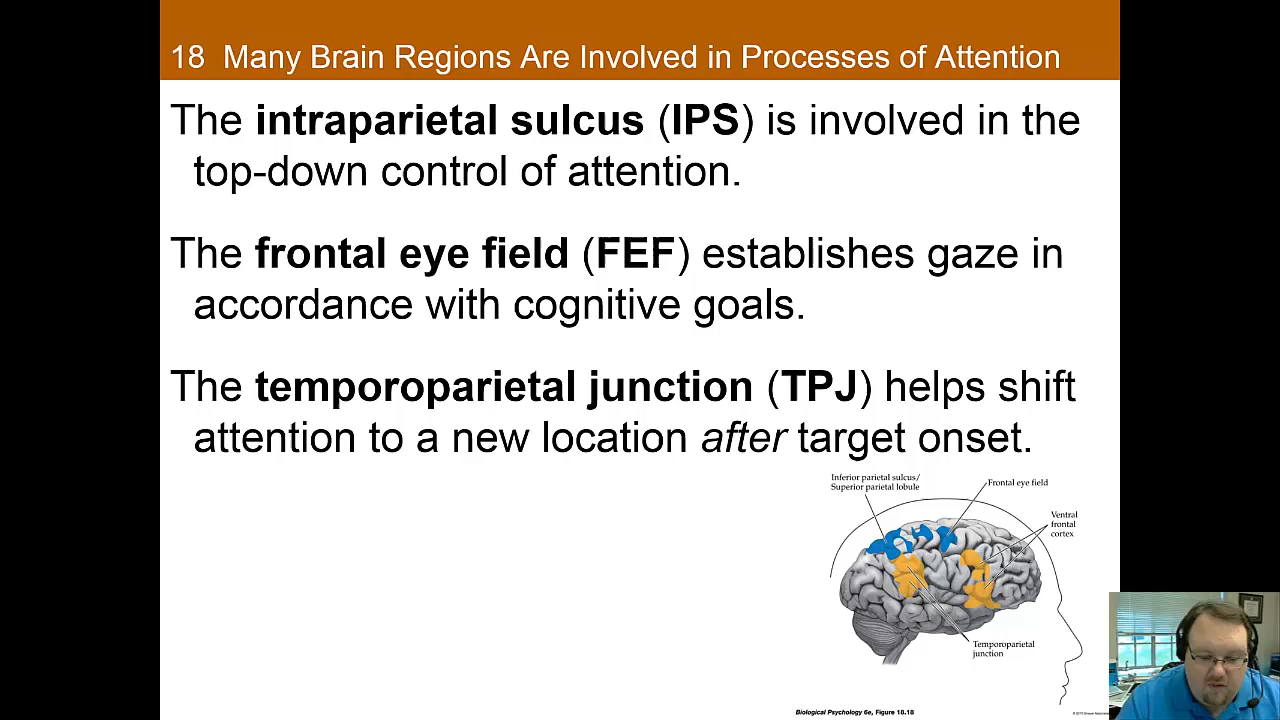 18 Many Brain Regions Are Involved in Processes of Attention
The intraparietal sulcus (IPS) is involved in the
top-down control of attention.
The frontal eye field (FEF) establishes gaze in
accordance with cognitive goals.
The temporoparietal junction (TPJ) helps shift
attention to a new location after target onset.
Inferior parietal sulcus/
Superior parietal lobule
Frontal eye field
Ventral
frontal
cortex
Temporoparietal
junction
Biological Psychology 6e, Figure 18.18